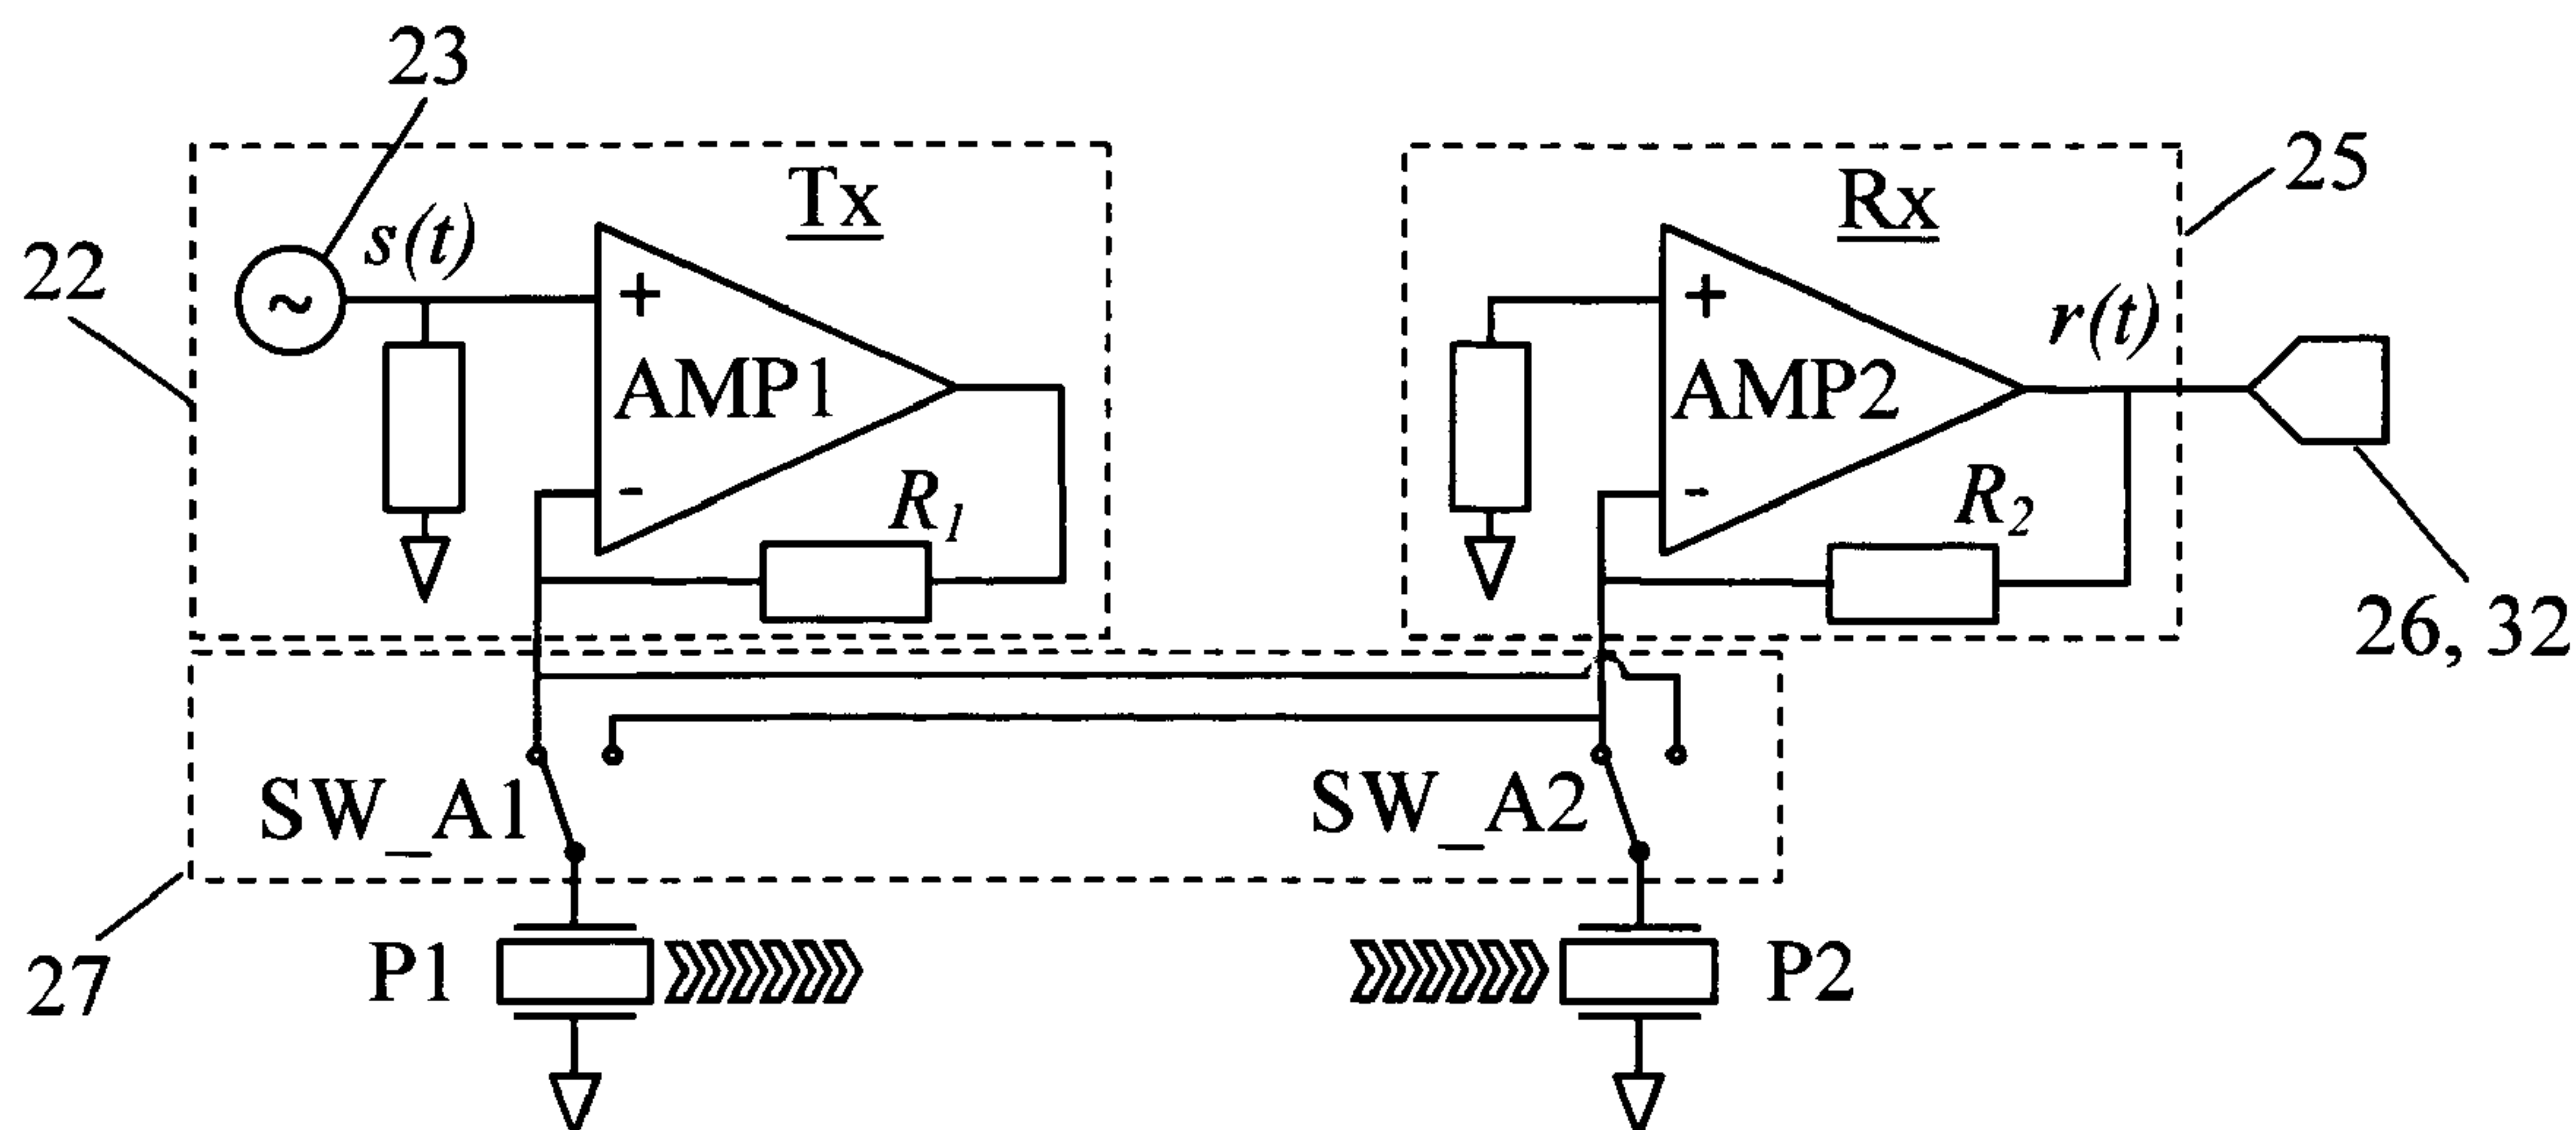 23
Tx
Rx
25
22
s(t)
~
+
AMP1
-
R1
+
AMP2
-
R2
r(t)
26, 32
SW_A1
SW_A2
27
P1
P2